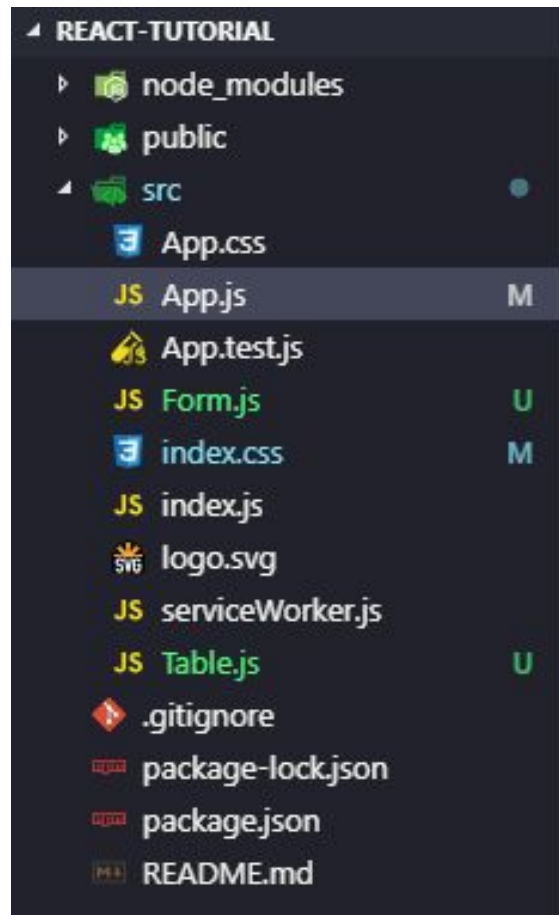 REACT-TUTORIAL
node_modules
public
src
App.css
JS App.js M
App.test.js
JS Form.js U
index.css M
JS index.js
SVG logo.svg
JS serviceWorker.js
JS Table.js U
.gitignore
npm package-lock.json
npm package.json
M↓ README.md